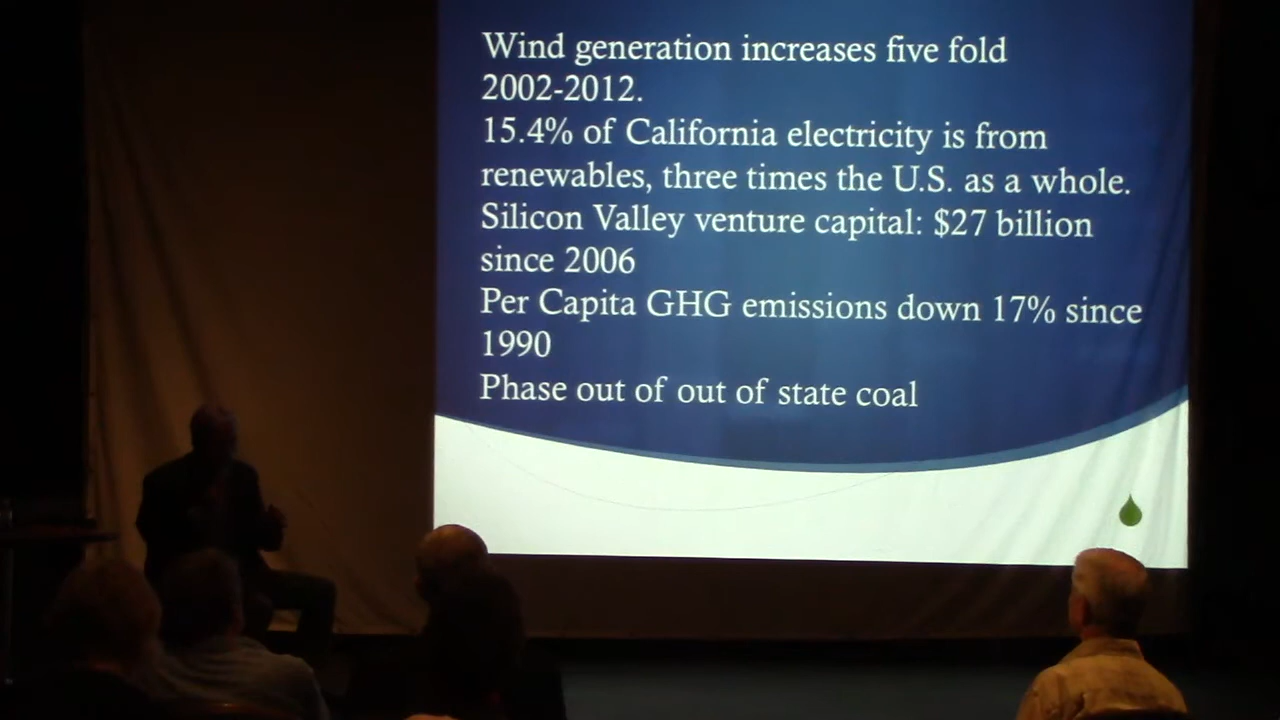 Wind generation increases five fold
2002-2012.
15.4% of California electricity is from
renewables, three times the U.S. as a whole.
Silicon Valley venture capital: $27 billion
since 2006
Per Capita GHG emissions down 17% since
1990
Phase out of out of state coal